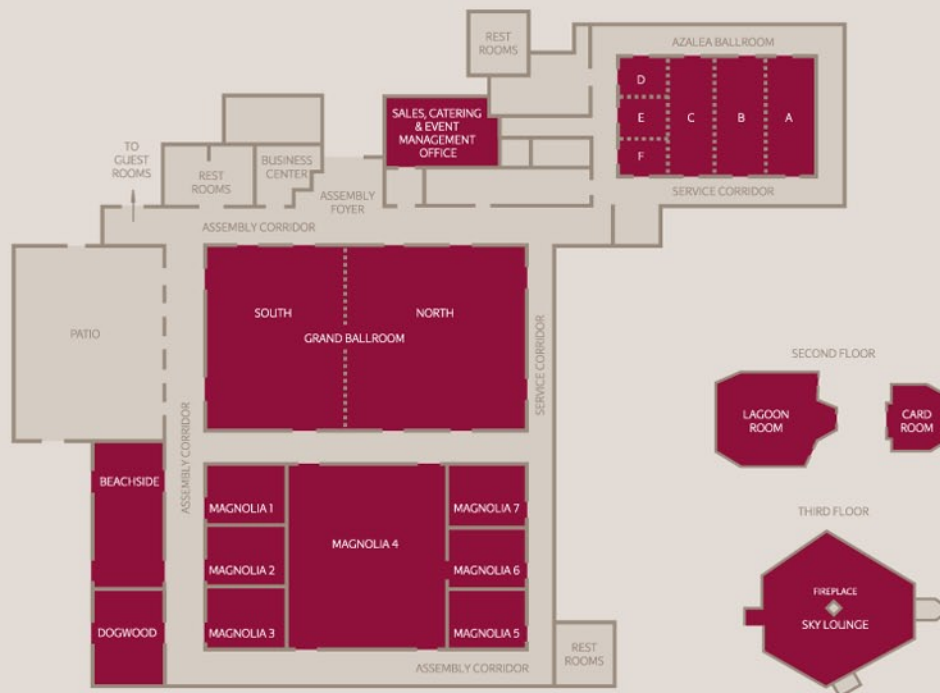 REST
ROOMS
AZALEA BALLROOM
D
E
F
C
B
A
SALES, CATERING
& EVENT
MANAGEMENT
OFFICE
TO
GUEST
ROOMS
REST
ROOMS
BUSINESS
CENTER
ASSEMBLY
FOYER
SERVICE CORRIDOR
ASSEMBLY CORRIDOR
PATIO
SOUTH
NORTH
GRAND BALLROOM
SERVICE CORRIDOR
ASSEMBLY CORRIDOR
SECOND FLOOR
LAGOON
ROOM
CARD
ROOM
BEACHSIDE
DOGWOOD
MAGNOLIA 1
MAGNOLIA 2
MAGNOLIA 3
MAGNOLIA 4
MAGNOLIA 7
MAGNOLIA 6
MAGNOLIA 5
THIRD FLOOR
FIREPLACE
SKY LOUNGE
REST
ROOMS
ASSEMBLY CORRIDOR